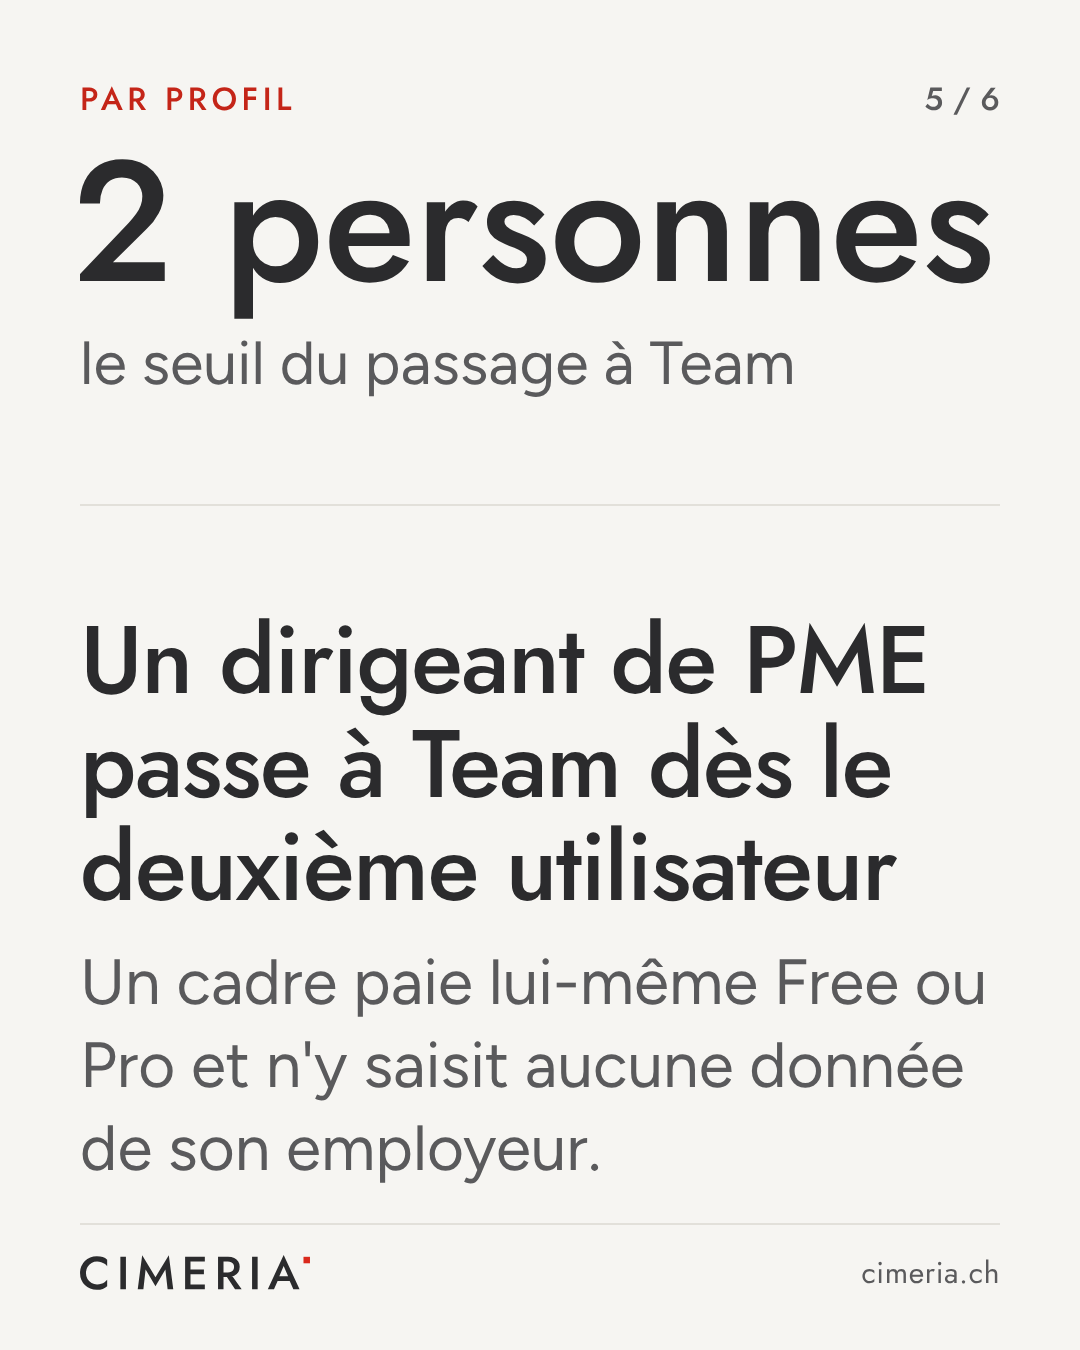 PAR PROFIL
5 / 6
2 personnes
le seuil du passage à Team
Un dirigeant de PME
passe à Team dès le
deuxième utilisateur
Un cadre paie lui-même Free ou
Pro et n'y saisit aucune donnée
de son employeur.
CIMERIA
cimeria.ch